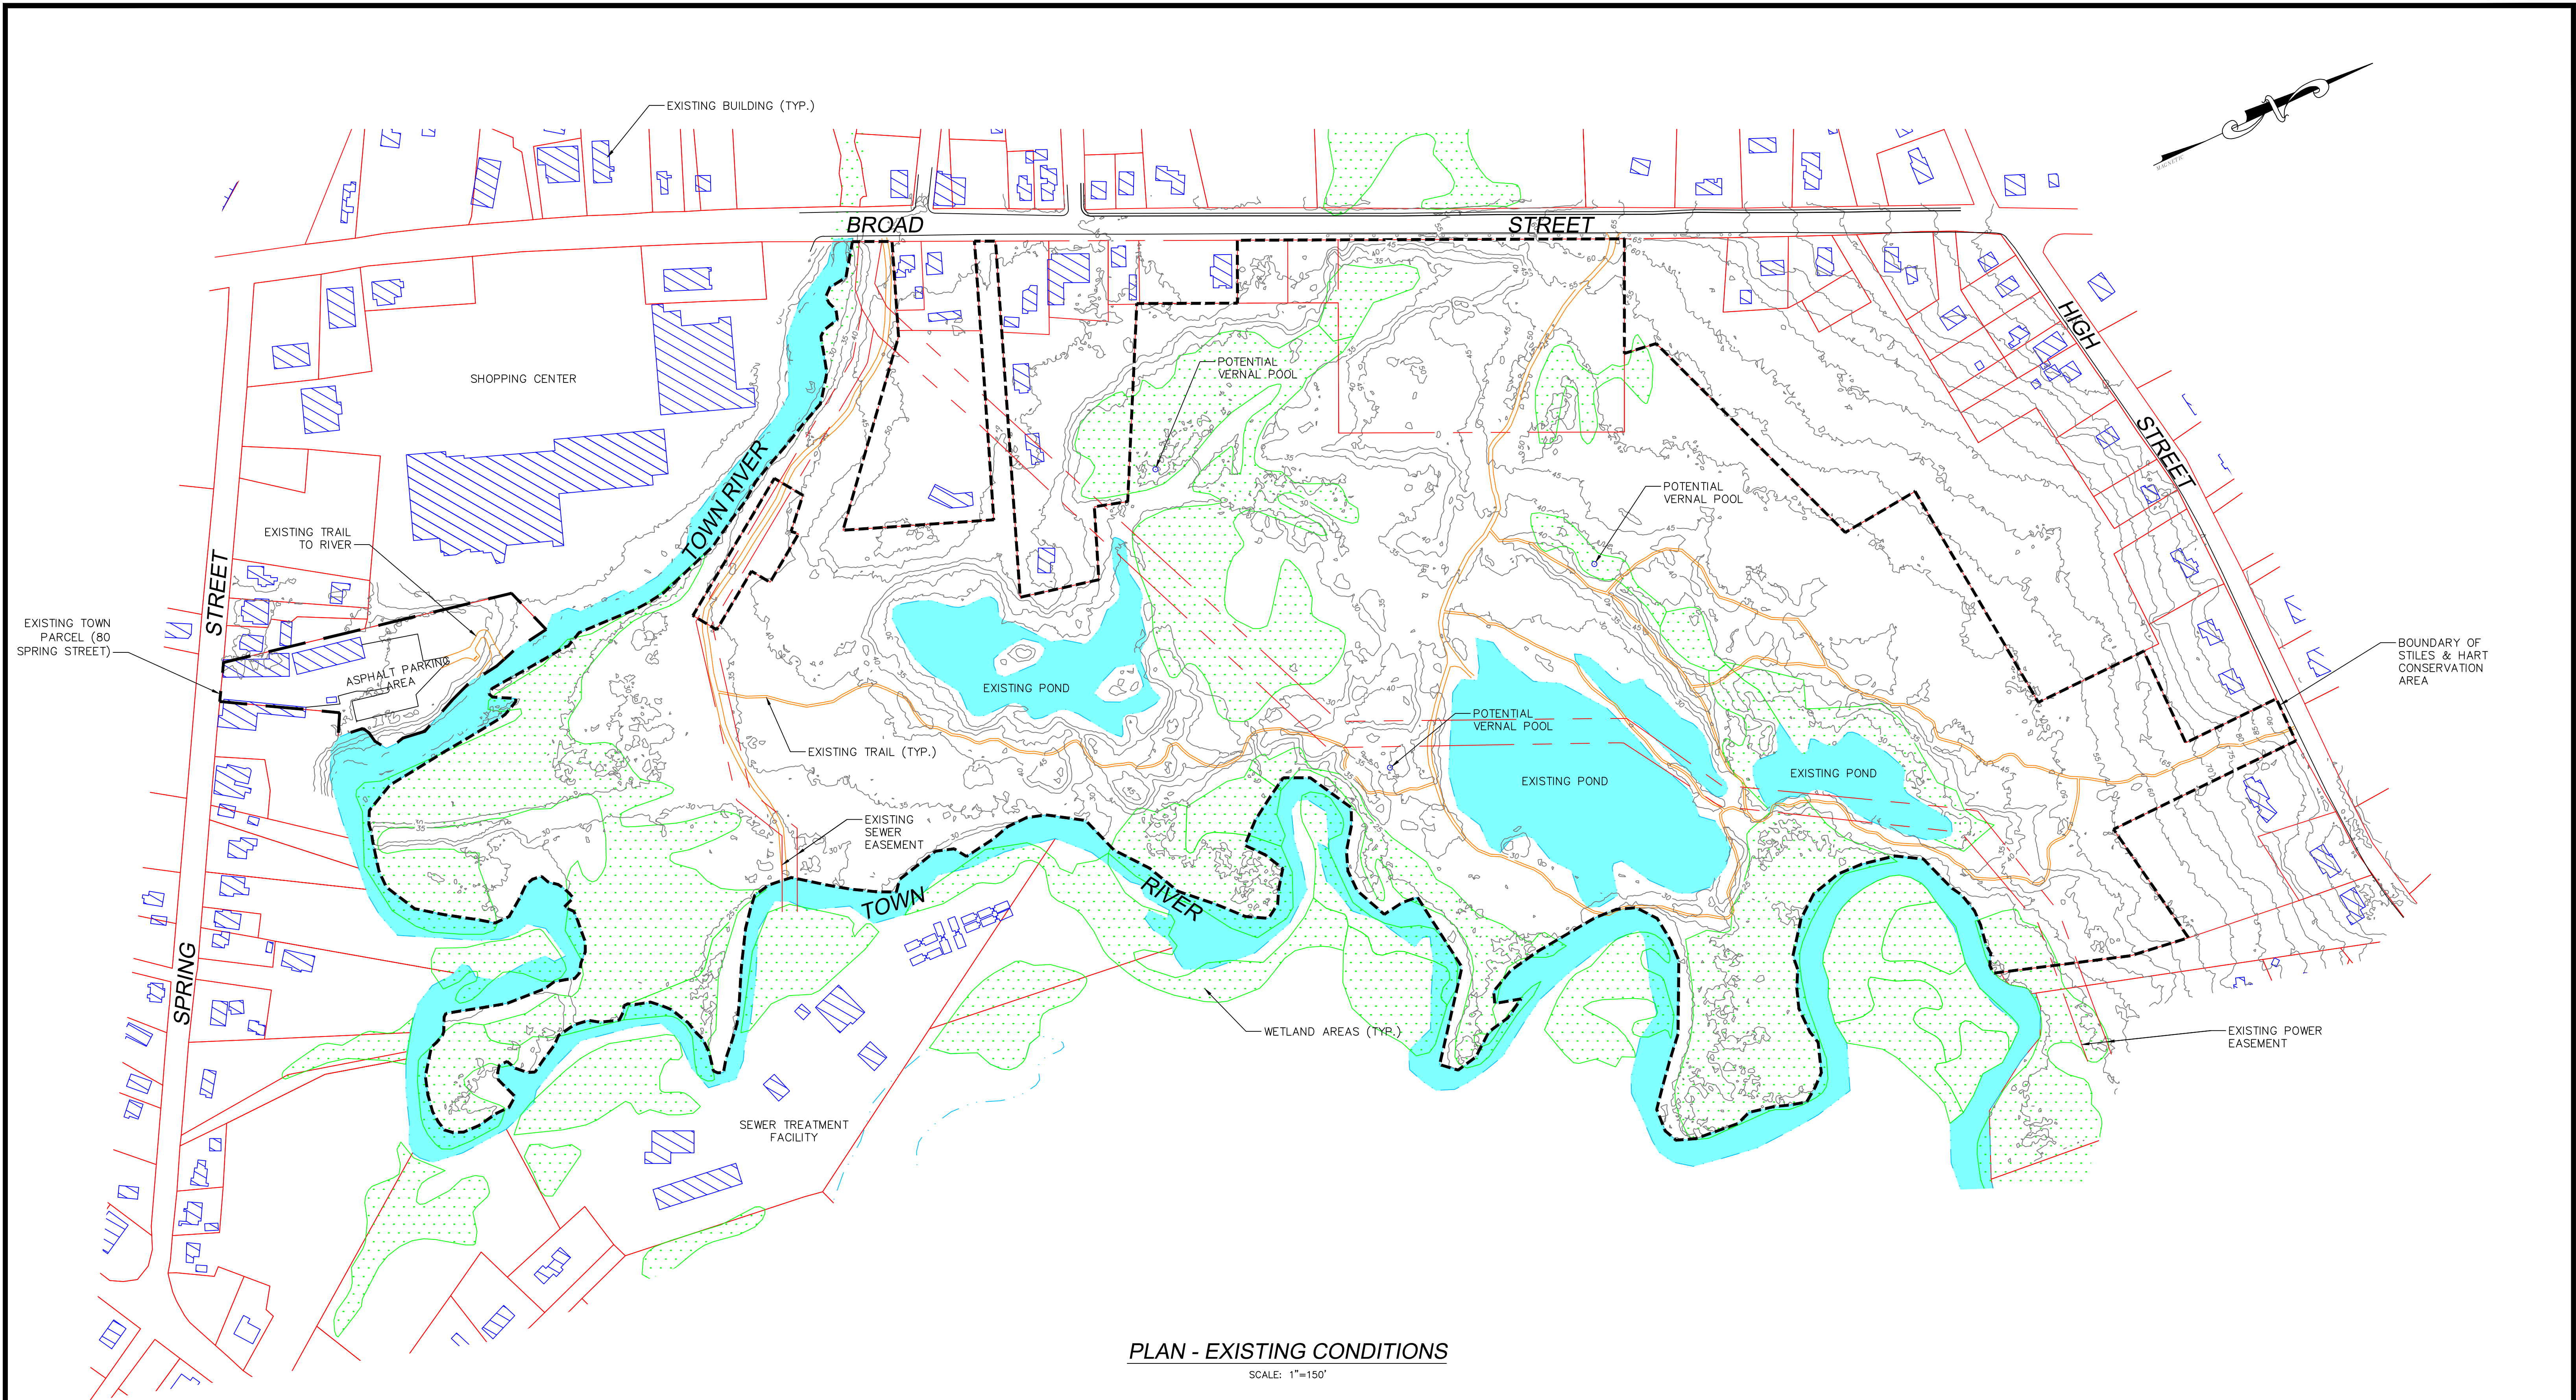 EXISTING BUILDING (TYP.)
MAGNETIC
BROAD
STREET
HIGH
STREET
SHOPPING CENTER
POTENTIAL
VERNAL POOL
TOWN RIVER
POTENTIAL
VERNAL POOL
EXISTING TRAIL
TO RIVER
STREET
EXISTING TOWN
PARCEL (80
SPRING STREET)
ASPHALT PARKING
AREA
BOUNDARY OF
STILES & HART
CONSERVATION
AREA
EXISTING POND
POTENTIAL
VERNAL POOL
EXISTING TRAIL (TYP.)
EXISTING POND
EXISTING POND
EXISTING
SEWER
EASEMENT
TOWN
RIVER
SPRING
WETLAND AREAS (TYP.)
EXISTING POWER
EASEMENT
SEWER TREATMENT
FACILITY
PLAN - EXISTING CONDITIONS
SCALE: 1"=150'